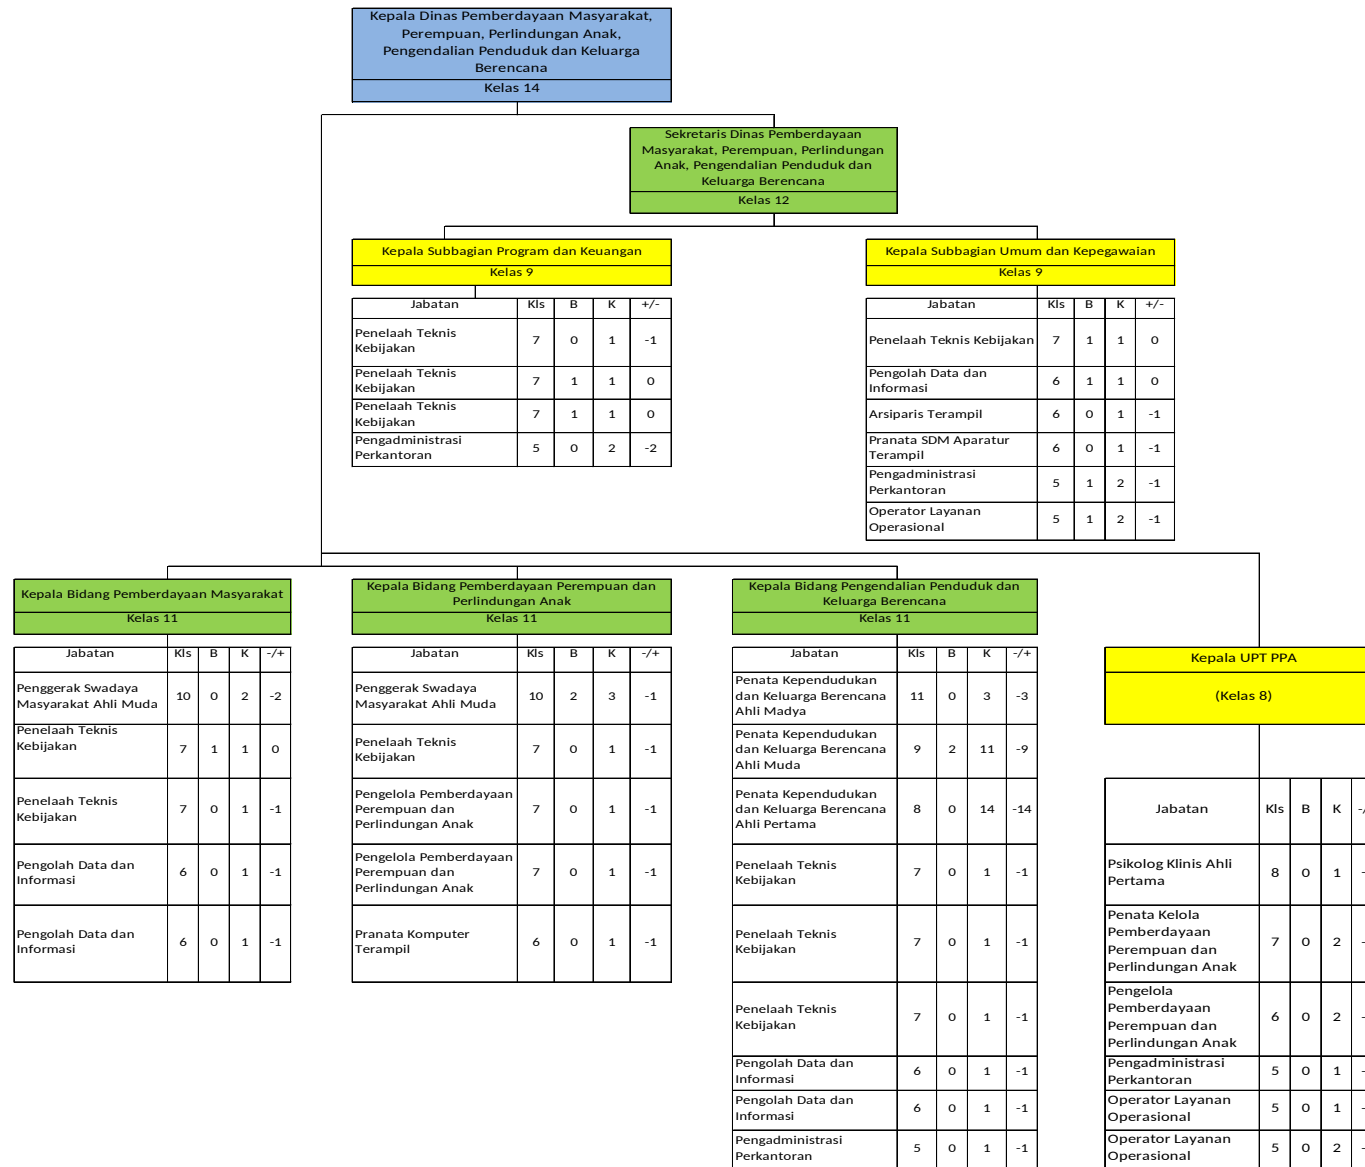 Kepala Dinas Pemberdayaan Masyarakat,
Perempuan, Perlindungan Anak,
Pengendalian Penduduk dan Keluarga
Berencana
Kelas 14
Sekretaris Dinas Pemberdayaan
Masyarakat, Perempuan, Perlindungan
Anak, Pengendalian Penduduk dan
Keluarga Berencana
Kelas 12
Kepala Subbagian Program dan Keuangan
Kelas 9
Jabatan Kls B K +/-
Penelaah Teknis
Kebijakan 7 0 1 -1
Penelaah Teknis
Kebijakan 7 1 1 0
Penelaah Teknis
Kebijakan 7 1 1 0
Pengadministrasi
Perkantoran 5 0 2 -2
Kepala Subbagian Umum dan Kepegawaian
Kelas 9
Jabatan Kls B K +/-
Penelaah Teknis Kebijakan 7 1 1 0
Pengolah Data dan
Informasi 6 1 1 0
Arsiparis Terampil 6 0 1 -1
Pranata SDM Aparatur
Terampil 6 0 1 -1
Pengadministrasi
Perkantoran 5 1 2 -1
Operator Layanan
Operasional 5 1 2 -1
Kepala Bidang Pemberdayaan Masyarakat
Kelas 11
Jabatan Kls B K -/+
Penggerak Swadaya
Masyarakat Ahli Muda 10 0 2 -2
Penelaah Teknis
Kebijakan 7 1 1 0
Penelaah Teknis
Kebijakan 7 0 1 -1
Pengolah Data dan
Informasi 6 0 1 -1
Pengolah Data dan
Informasi 6 0 1 -1
Kepala Bidang Pemberdayaan Perempuan dan
Perlindungan Anak
Kelas 11
Jabatan Kls B K -/+
Penggerak Swadaya
Masyarakat Ahli Muda 10 2 3 -1
Penelaah Teknis
Kebijakan 7 0 1 -1
Pengelola Pemberdayaan
Perempuan dan
Perlindungan Anak 7 0 1 -1
Pengelola Pemberdayaan
Perempuan dan
Perlindungan Anak 7 0 1 -1
Pranata Komputer
Terampil 6 0 1 -1
Kepala Bidang Pengendalian Penduduk dan
Keluarga Berencana
Kelas 11
Jabatan Kls B K -/+
Penata Kependudukan
dan Keluarga Berencana
Ahli Madya 11 0 3 -3
Penata Kependudukan
dan Keluarga Berencana
Ahli Muda 9 2 11 -9
Penata Kependudukan
dan Keluarga Berencana
Ahli Pertama 8 0 14 -14
Penelaah Teknis
Kebijakan 7 0 1 -1
Penelaah Teknis
Kebijakan 7 0 1 -1
Penelaah Teknis
Kebijakan 7 0 1 -1
Pengolah Data dan
Informasi 6 0 1 -1
Pengolah Data dan
Informasi 6 0 1 -1
Pengadministrasi
Perkantoran 5 0 1 -1
Kepala UPT PPA
(Kelas 8)
Jabatan Kls B K
Psikolog Klinis Ahli
Pertama 8 0 1
Penata Kelola
Pemberdayaan
Perempuan dan
Perlindungan Anak 7 0 2
Pengelola
Pemberdayaan
Perempuan dan
Perlindungan Anak 6 0 2
Pengadministrasi
Perkantoran 5 0 1
Operator Layanan
Operasional 5 0 1
Operator Layanan
Operasional 5 0 2